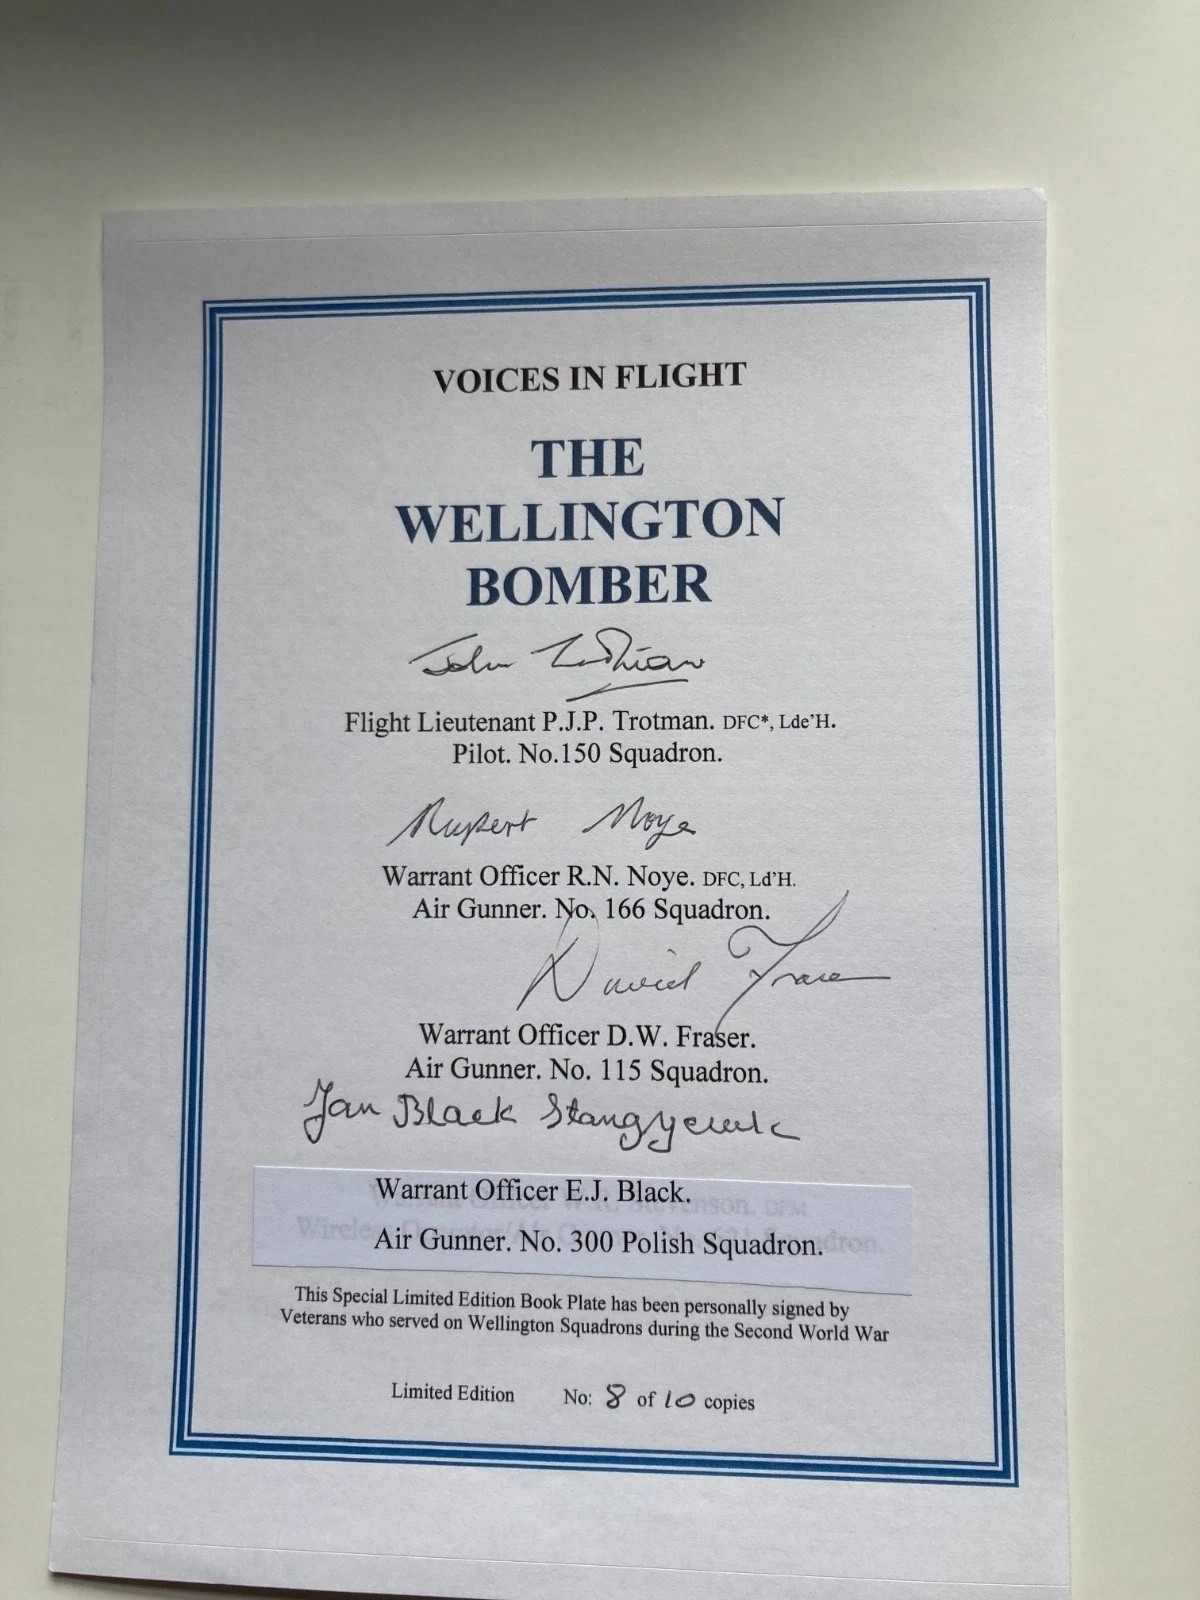 VOICES IN FLIGHT
THE
WELLINGTON
BOMBER
John Trotman
Flight Lieutenant P.J.P. Trotman. DFC*, Lde'H.
Pilot. No.150 Squadron.
Rupert Noye
Warrant Officer R.N. Noye. DFC, Ld'H.
Air Gunner. No. 166 Squadron.
David Fraser
Warrant Officer D.W. Fraser.
Air Gunner. No. 115 Squadron.
Jan Black
Warrant Officer E.J. Black.
Air Gunner. No. 300 Polish Squadron.
This Special Limited Edition Book Plate has been personally signed by
Veterans who served on Wellington Squadrons during the Second World War
Limited Edition No: 8 of 10 copies